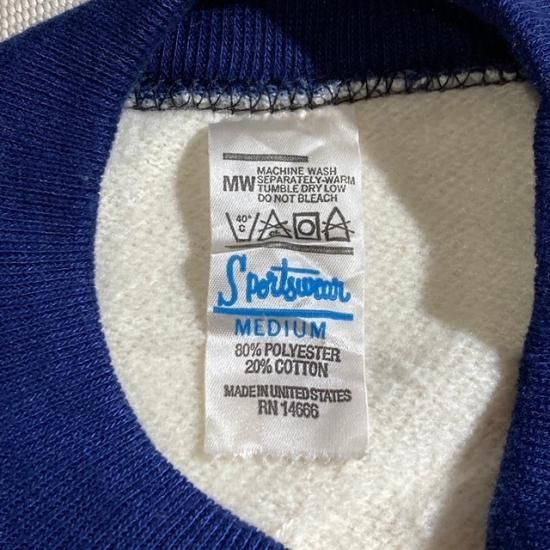 MACHINE WASH
MW SEPARATELY-WARM
TUMBLE DRY LOW
DO NOT BLEACH
40°
C
Sportswear
MEDIUM
80% POLYESTER
20% COTTON
MADE IN UNITED STATES
RN 14666